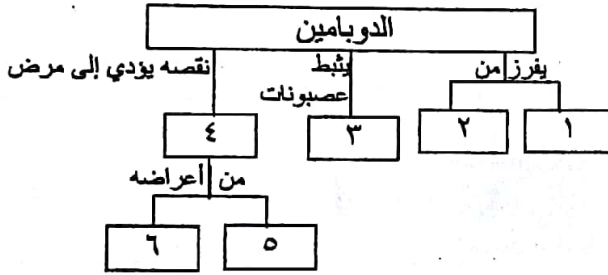 الدوبامين
يفرز من
يثبط
عصبونات
نقصه يؤدي إلى مرض
١
٢
٣
٤
من أعراضه
٥
٦